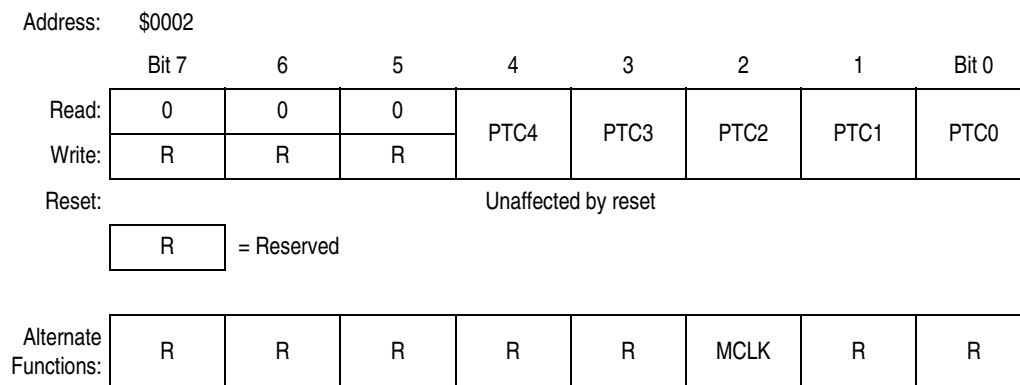 Address: $0002
Bit 7 6 5 4 3 2 1 Bit 0
Read: 0 0 0 PTC4 PTC3 PTC2 PTC1 PTC0
Write: R R R
Reset: Unaffected by reset
R = Reserved
Alternate
Functions: R R R R R MCLK R R